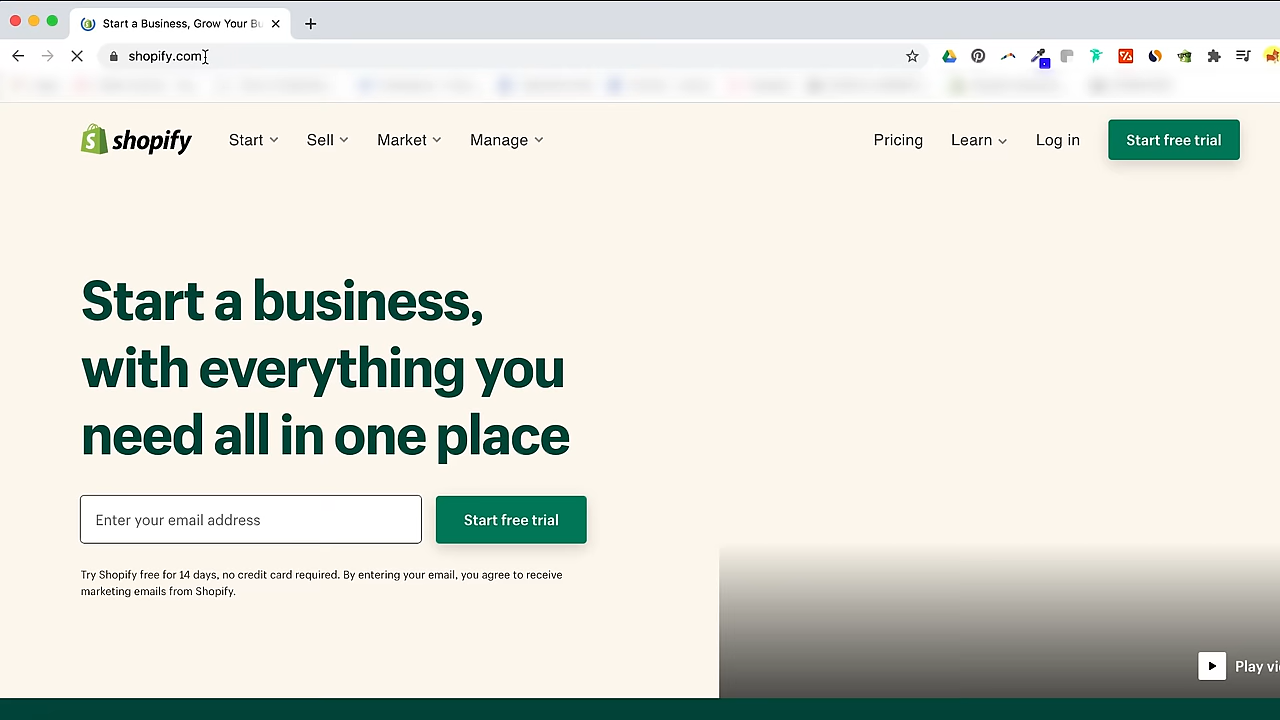 Start a Business, Grow Your Bu
shopify.com
shopify
Start
Sell
Market
Manage
Pricing
Learn
Log in
Start free trial
Start a business,
with everything you
need all in one place
Enter your email address
Start free trial
Try Shopify free for 14 days, no credit card required. By entering your email, you agree to receive
marketing emails from Shopify.
Play vi